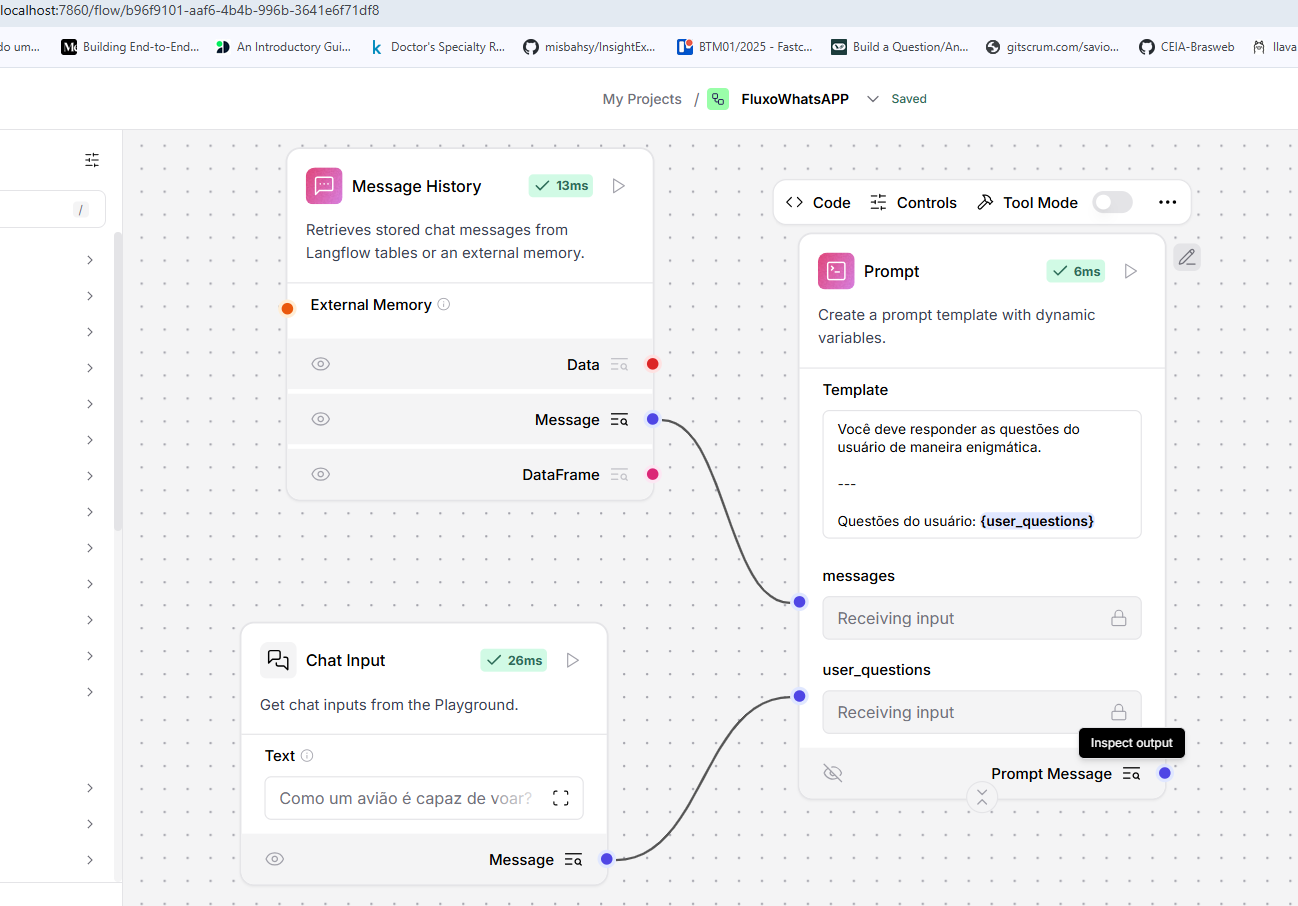 localhost:7860/flow/b96f9101-aaf6-4b4b-996b-3641e6f71df8
do um...
Building End-to-End...
An Introductory Gui...
Doctor's Specialty R...
misbahsy/InsightEx...
BTM01/2025 - Fastc...
Build a Question/An...
gitscrum.com/savio...
CEIA-Brasweb
llava
My Projects / FluxoWhatsAPP Saved
/
Message History 13ms
Retrieves stored chat messages from
Langflow tables or an external memory.
External Memory
Data
Message
DataFrame
Chat Input 26ms
Get chat inputs from the Playground.
Text
Como um avião é capaz de voar?
Message
Code Controls Tool Mode
Prompt 6ms
Create a prompt template with dynamic
variables.
Template
Você deve responder as questões do
usuário de maneira enigmática.
---
Questões do usuário: {user_questions}
messages
Receiving input
user_questions
Receiving input
Inspect output
Prompt Message